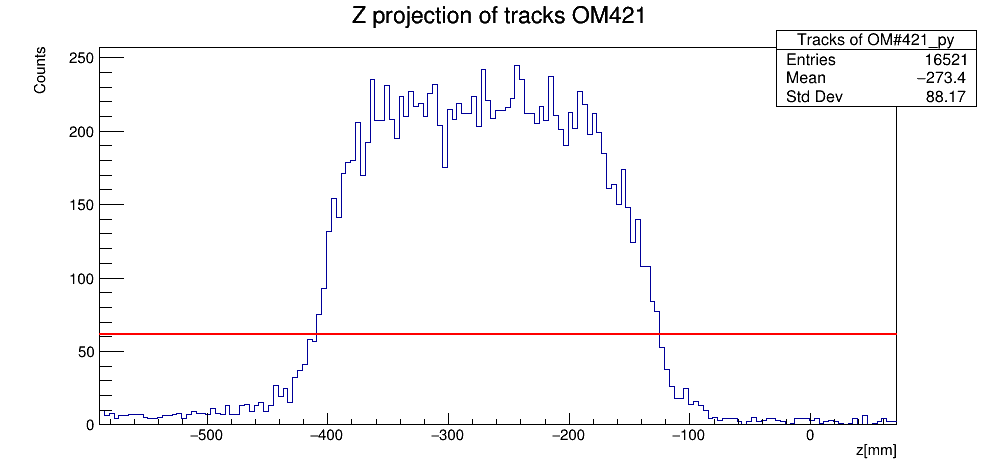 Z projection of tracks OM421
Tracks of OM#421_py
Entries 16521
Mean −273.4
Std Dev 88.17
Counts
250
200
150
100
50
0
−500 −400 −300 −200 −100 0
z[mm]